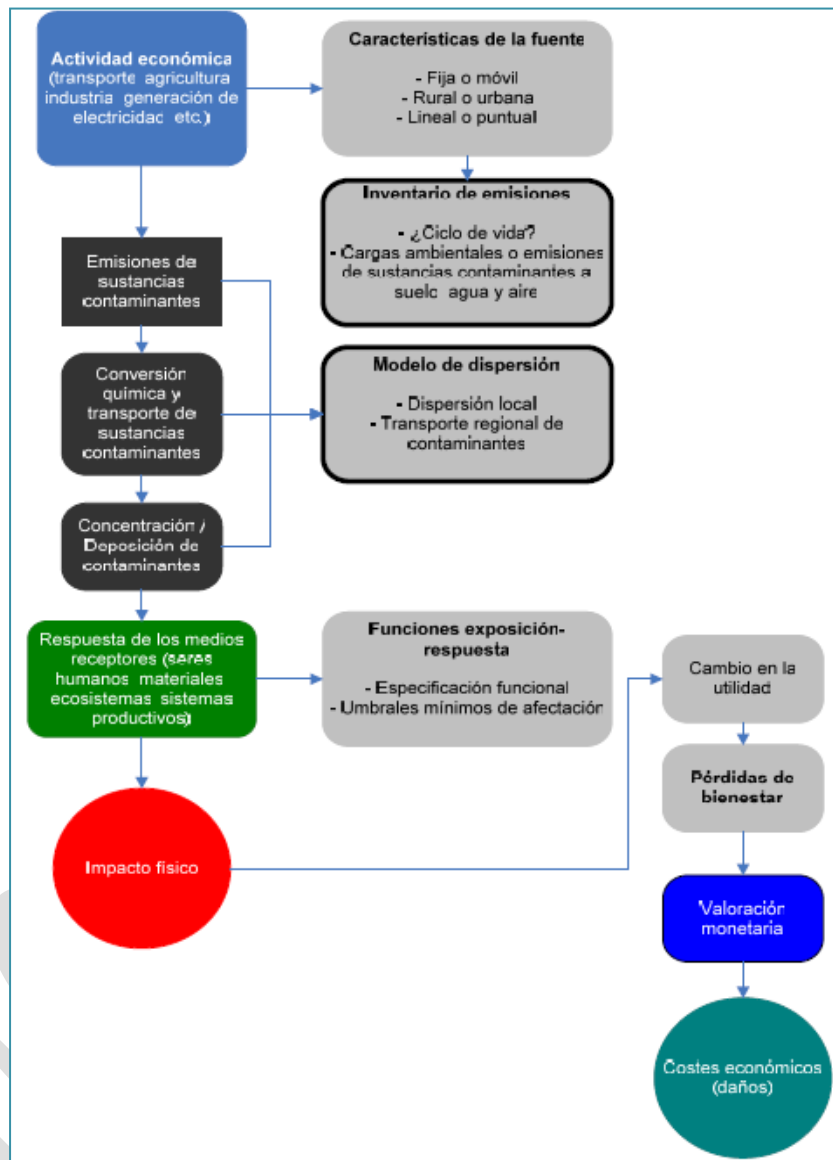 Actividad económica
(transporte agricultura
industria generación de
electricidad etc.)
Características de la fuente
- Fija o móvil
- Rural o urbana
- Lineal o puntual
Inventario de emisiones
- ¿Ciclo de vida?
- Cargas ambientales o emisiones
de sustancias contaminantes a
suelo agua y aire
Emisiones de
sustancias
contaminantes
Conversión
química y
transporte de
sustancias
contaminantes
Modelo de dispersión
- Dispersión local
- Transporte regional de
contaminantes
Concentración /
Deposición de
contaminantes
Respuesta de los medios
receptores (seres
humanos materiales
ecosistemas sistemas
productivos)
Funciones exposición-
respuesta
- Especificación funcional
- Umbrales mínimos de afectación
Cambio en la
utilidad
Pérdidas de
bienestar
Impacto físico
Valoración
monetaria
Costes económicos
(daños)